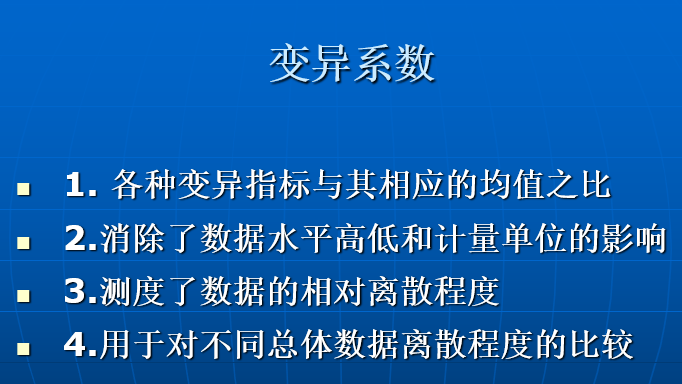 变异系数
1. 各种变异指标与其相应的均值之比
2.消除了数据水平高低和计量单位的影响
3.测度了数据的相对离散程度
4.用于对不同总体数据离散程度的比较